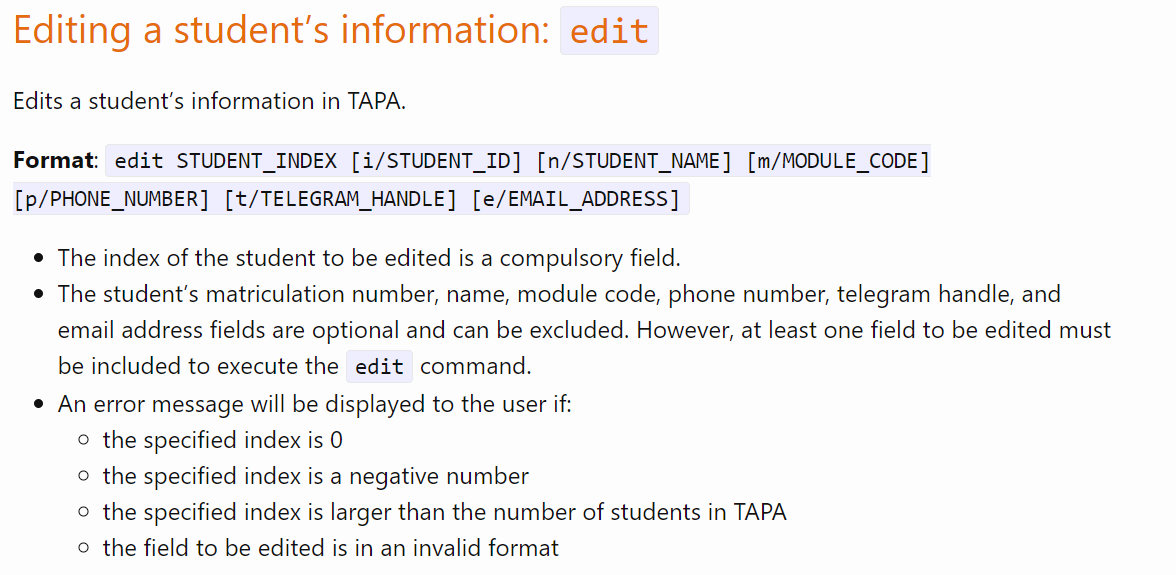 Editing a student’s information: edit
Edits a student’s information in TAPA.
Format: edit STUDENT_INDEX [i/STUDENT_ID] [n/STUDENT_NAME] [m/MODULE_CODE]
[p/PHONE_NUMBER] [t/TELEGRAM_HANDLE] [e/EMAIL_ADDRESS]
• The index of the student to be edited is a compulsory field.
• The student’s matriculation number, name, module code, phone number, telegram handle, and
email address fields are optional and can be excluded. However, at least one field to be edited must
be included to execute the edit command.
• An error message will be displayed to the user if:
◦ the specified index is 0
◦ the specified index is a negative number
◦ the specified index is larger than the number of students in TAPA
◦ the field to be edited is in an invalid format